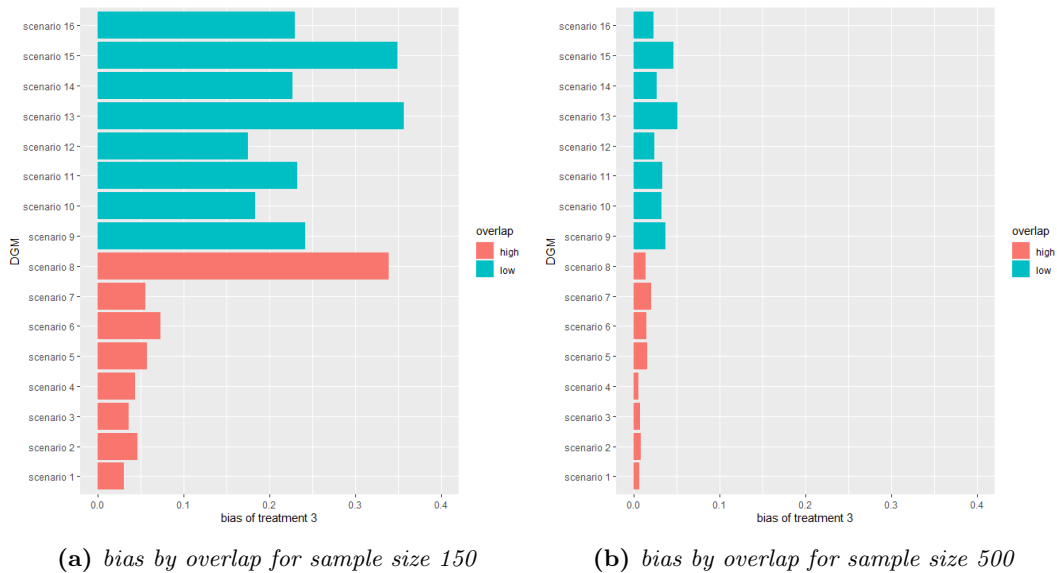 scenario 16
scenario 15
scenario 14
scenario 13
scenario 12
scenario 11
scenario 10
scenario 9
scenario 8
scenario 7
scenario 6
scenario 5
scenario 4
scenario 3
scenario 2
scenario 1
DGM
0.0 0.1 0.2 0.3 0.4
bias of treatment 3
overlap
high
low
(a) bias by overlap for sample size 150
scenario 16
scenario 15
scenario 14
scenario 13
scenario 12
scenario 11
scenario 10
scenario 9
scenario 8
scenario 7
scenario 6
scenario 5
scenario 4
scenario 3
scenario 2
scenario 1
DGM
0.0 0.1 0.2 0.3 0.4
bias of treatment 3
overlap
high
low
(b) bias by overlap for sample size 500